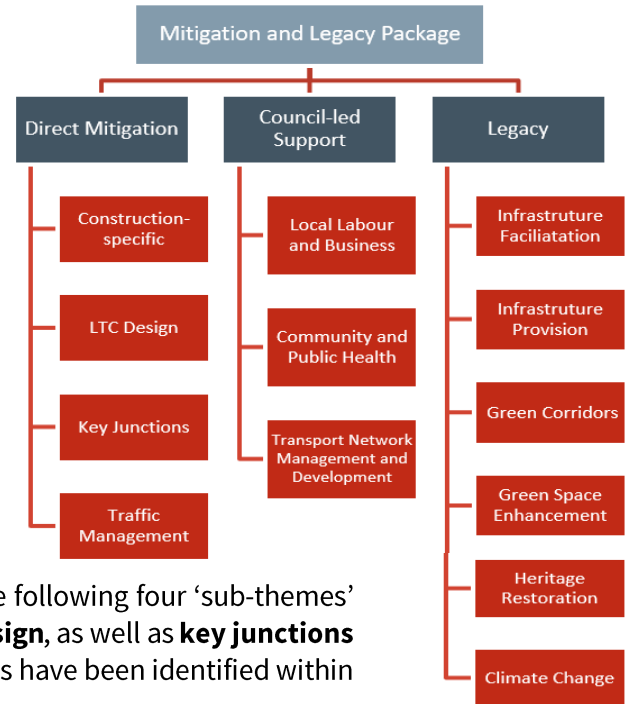 Mitigation and Legacy Package
Direct Mitigation
Construction-
specific
LTC Design
Key Junctions
Traffic
Management
Council-led
Support
Local Labour
and Business
Community and
Public Health
Transport Network
Management and
Development
Legacy
Infrastruture
Faciliatation
Infrastruture
Provision
Green Corridors
Green Space
Enhancement
Heritage
Restoration
Climate Change
e following four ‘sub-themes’
sign, as well as key junctions
s have been identified within